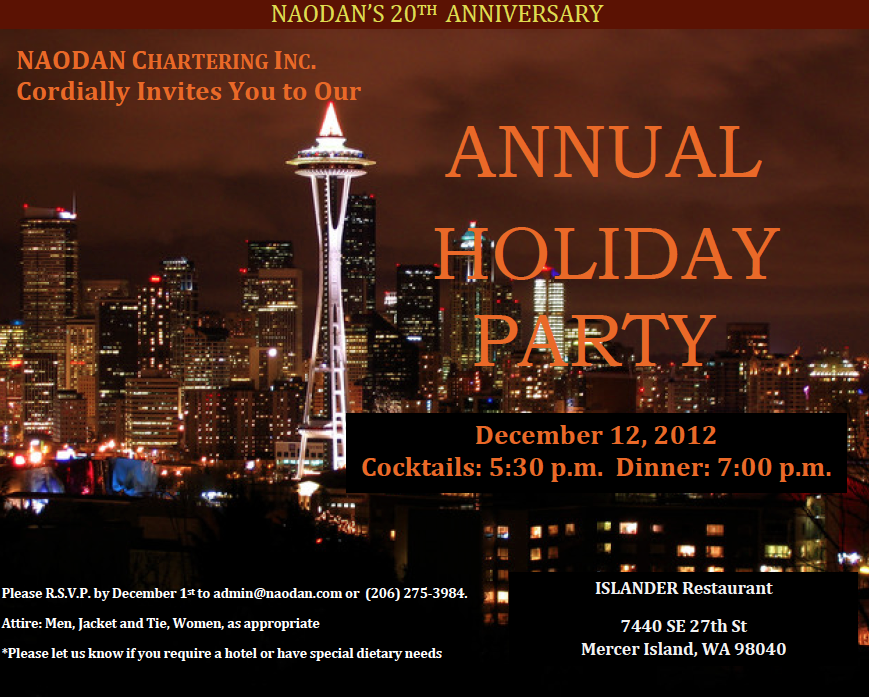 NAODAN'S 20TH ANNIVERSARY
NAODAN CHARTERING INC.
Cordially Invites You to Our
ANNUAL
HOLIDAY
PARTY
December 12, 2012
Cocktails: 5:30 p.m. Dinner: 7:00 p.m.
Please R.S.V.P. by December 1st to admin@naodan.com or (206) 275-3984.
Attire: Men, Jacket and Tie, Women, as appropriate
*Please let us know if you require a hotel or have special dietary needs
ISLANDER Restaurant
7440 SE 27th St
Mercer Island, WA 98040